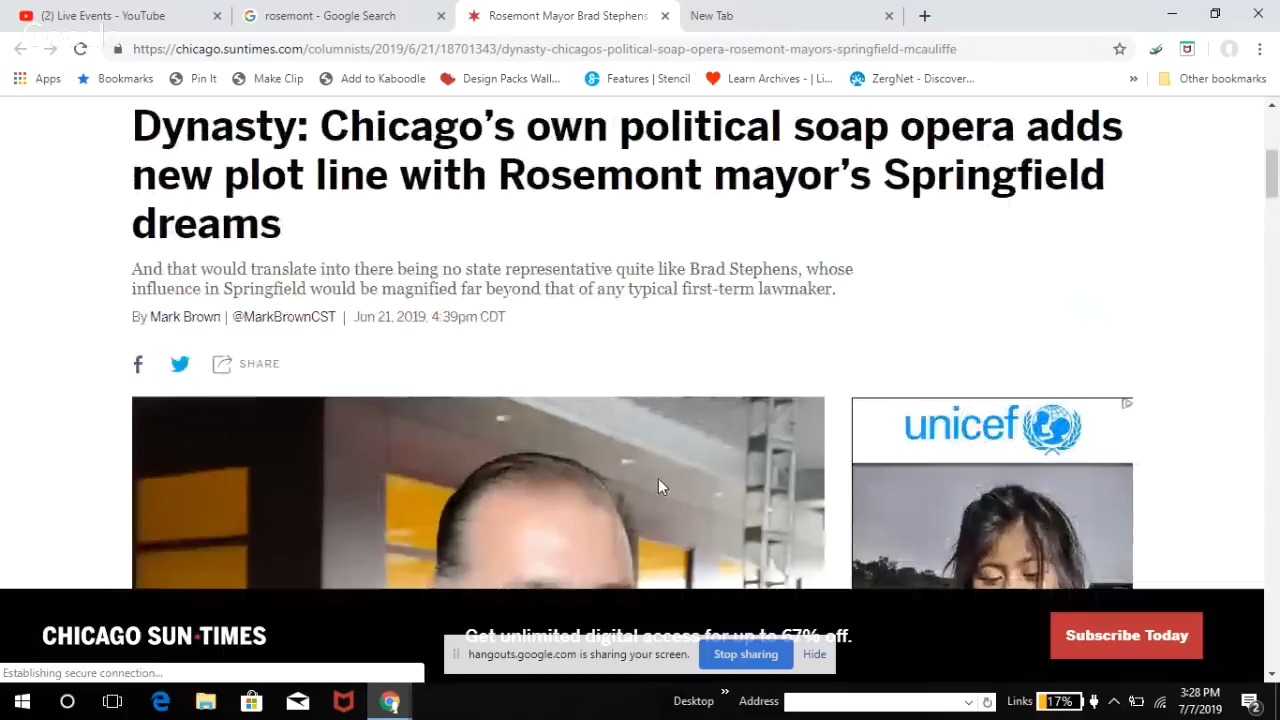 (2) Live Events - YouTube
rosemont - Google Search
Rosemont Mayor Brad Stephens
New Tab
https://chicago.suntimes.com/columnists/2019/6/21/18701343/dynasty-chicagos-political-soap-opera-rosemont-mayors-springfield-mcauliffe
Apps
Bookmarks
Pin It
Make Clip
Add to Kaboodle
Design Packs Wall...
Features | Stencil
Learn Archives - | Li...
ZergNet - Discover...
»
Other bookmarks
Dynasty: Chicago's own political soap opera adds
new plot line with Rosemont mayor's Springfield
dreams
And that would translate into there being no state representative quite like Brad Stephens, whose
influence in Springfield would be magnified far beyond that of any typical first-term lawmaker.
By Mark Brown | @MarkBrownCST | Jun 21, 2019, 4:39pm CDT
SHARE
unicef
CHICAGO SUN-TIMES
Get unlimited digital access for up to 67% off.
Subscribe Today
hangouts.google.com is sharing your screen.
Stop sharing
Hide
Establishing secure connection...
Desktop
»
Address
Links
17%
3:28 PM
7/7/2019
2